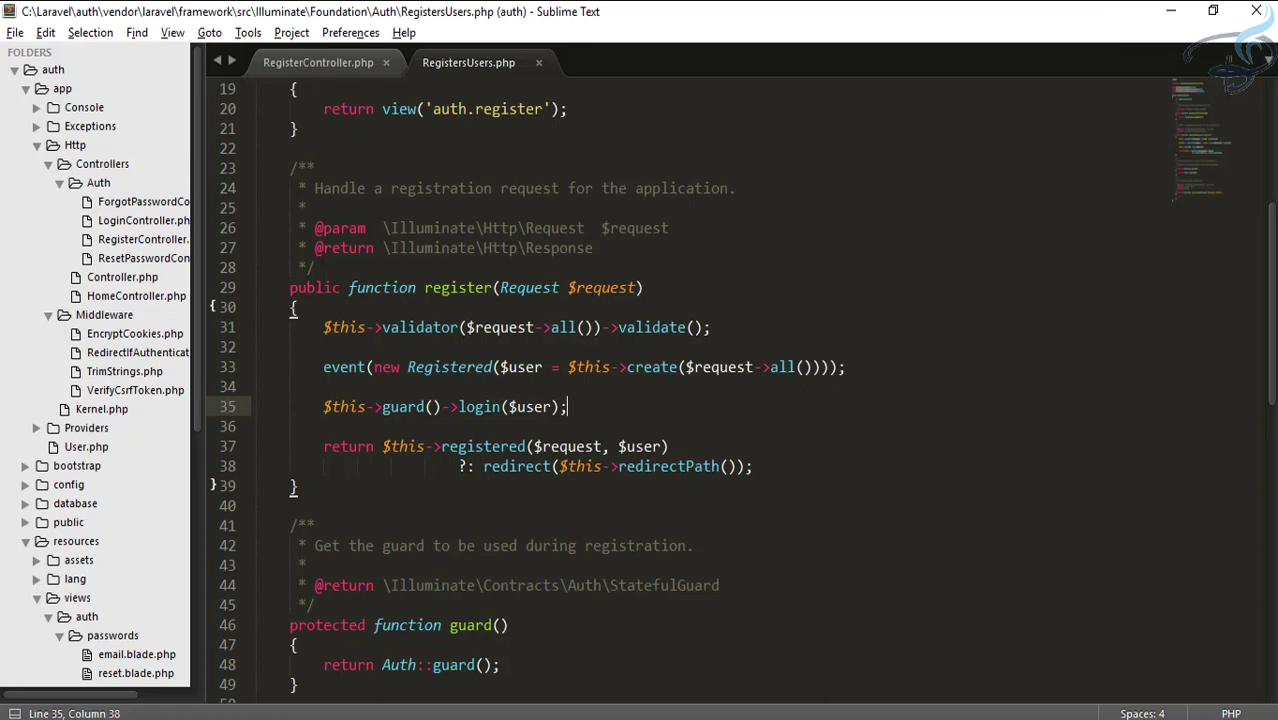 C:\Laravel\auth\vendor\laravel\framework\src\Illuminate\Foundation\Auth\RegistersUsers.php (auth) - Sublime Text
File Edit Selection Find View Goto Tools Project Preferences Help
FOLDERS
auth
app
Console
Exceptions
Http
Controllers
Auth
ForgotPasswordCo
LoginController.ph
RegisterController.
ResetPasswordCon
Controller.php
HomeController.php
Middleware
EncryptCookies.php
RedirectIfAuthenticat
TrimStrings.php
VerifyCsrfToken.php
Kernel.php
Providers
User.php
bootstrap
config
database
public
resources
assets
lang
views
auth
passwords
email.blade.php
reset.blade.php
RegisterController.php × RegistersUsers.php ×
19 {
20 return view('auth.register');
21 }
22
23 /**
24 * Handle a registration request for the application.
25 *
26 * @param \Illuminate\Http\Request $request
27 * @return \Illuminate\Http\Response
28 */
29 public function register(Request $request)
30 {
31 $this->validator($request->all())->validate();
32
33 event(new Registered($user = $this->create($request->all())));
34
35 $this->guard()->login($user);
36
37 return $this->registered($request, $user)
38 ?: redirect($this->redirectPath());
39 }
40
41 /**
42 * Get the guard to be used during registration.
43 *
44 * @return \Illuminate\Contracts\Auth\StatefulGuard
45 */
46 protected function guard()
47 {
48 return Auth::guard();
49 }
Line 35, Column 38 Spaces: 4 PHP